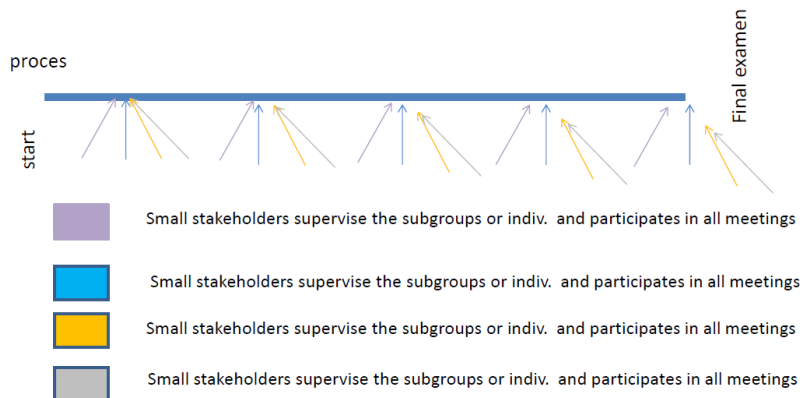 proces
Final examen
start
Small stakeholders supervise the subgroups or indiv. and participates in all meetings
Small stakeholders supervise the subgroups or indiv. and participates in all meetings
Small stakeholders supervise the subgroups or indiv. and participates in all meetings
Small stakeholders supervise the subgroups or indiv. and participates in all meetings